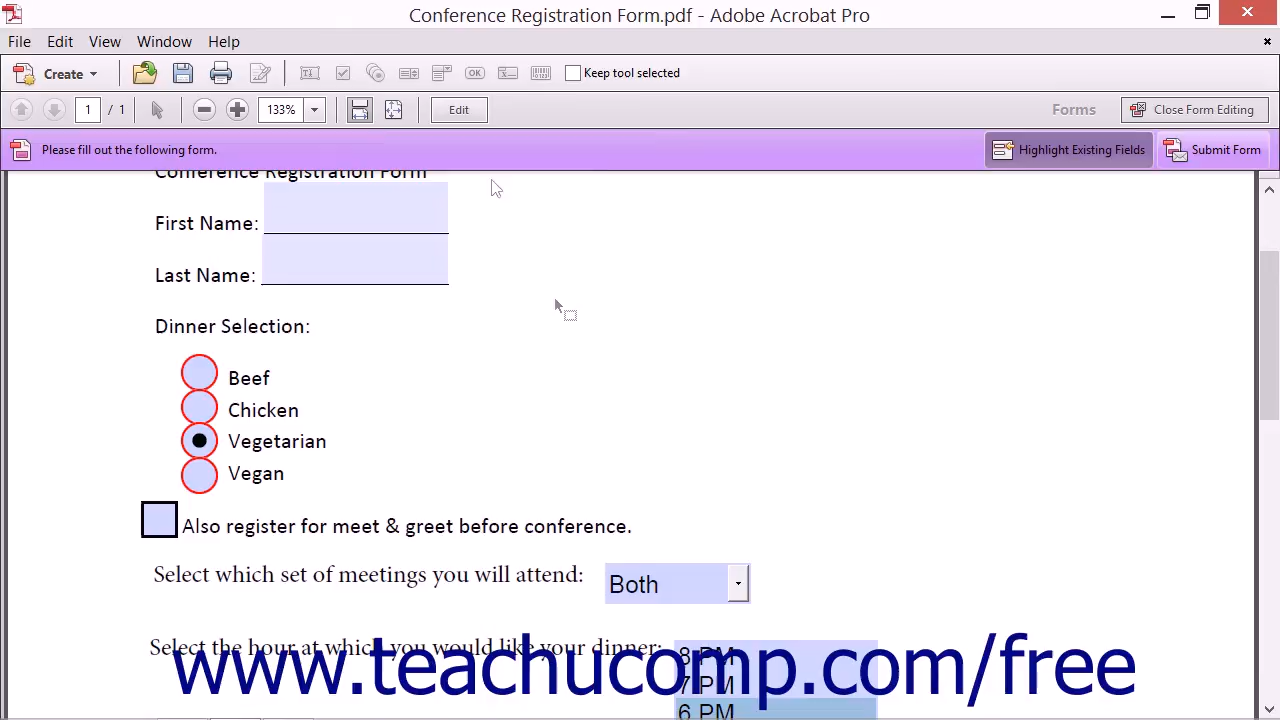 Conference Registration Form.pdf - Adobe Acrobat Pro
File Edit View Window Help
Create OK Keep tool selected
1 / 1 133% Edit Forms Close Form Editing
Please fill out the following form. Highlight Existing Fields Submit Form
Conference Registration Form
First Name:
Last Name:
Dinner Selection:
Beef
Chicken
Vegetarian
Vegan
Also register for meet & greet before conference.
Select which set of meetings you will attend: Both
Select the hour at which you would like your dinner: 8 PM
7 PM
6 PM
www.teachucomp.com/free